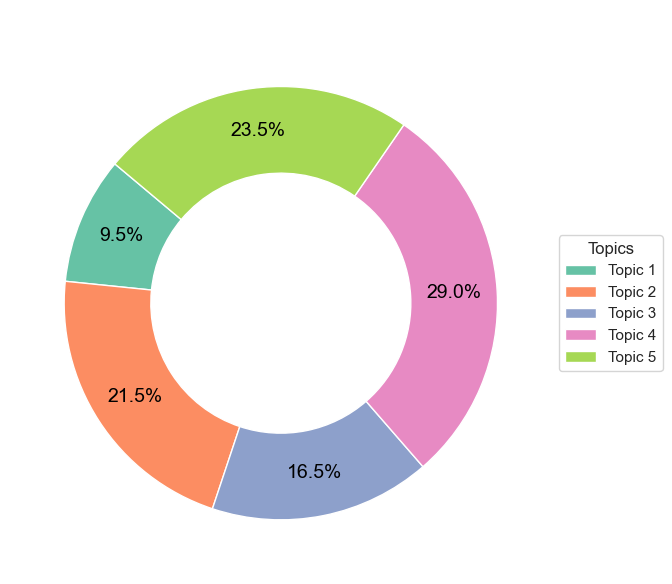 23.5%
9.5%
29.0%
21.5%
16.5%
Topics
Topic 1
Topic 2
Topic 3
Topic 4
Topic 5